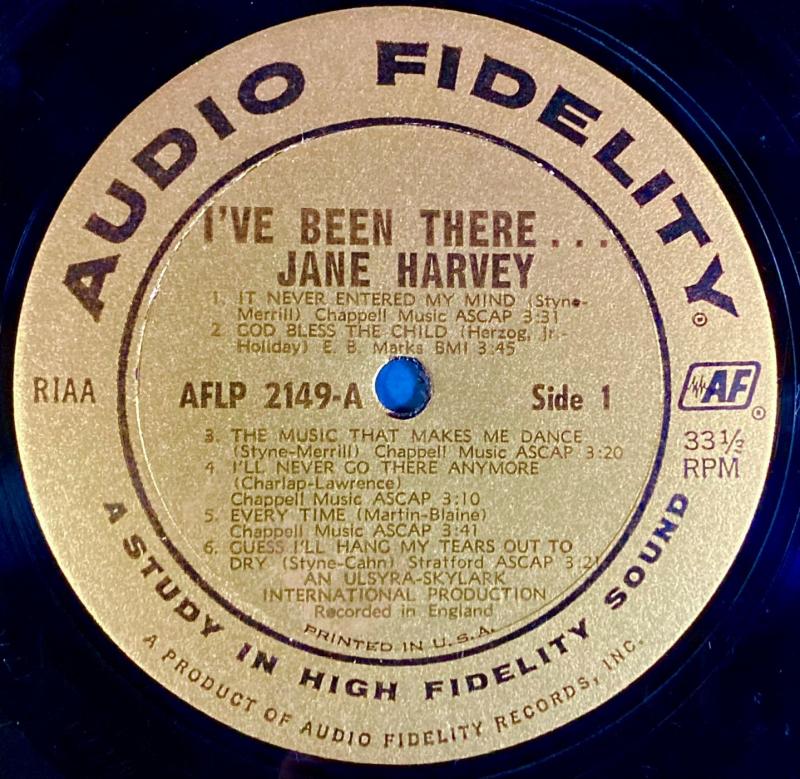 AUDIO FIDELITY
I'VE BEEN THERE...
JANE HARVEY
1. IT NEVER ENTERED MY MIND (Styne-
Merrill) Chappell Music ASCAP 3:31
2. GOD BLESS THE CHILD (Herzog, Jr.-
Holiday) E. B. Marks BMI 3:45
RIAA
AFLP 2149-A
Side 1
AF
®
33 1/3
RPM
3. THE MUSIC THAT MAKES ME DANCE
(Styne-Merrill) Chappell Music ASCAP 3:20
4. I'LL NEVER GO THERE ANYMORE
(Charlap-Lawrence)
Chappell Music ASCAP 3:10
5. EVERY TIME (Martin-Blaine)
Chappell Music ASCAP 3:41
6. GUESS I'LL HANG MY TEARS OUT TO
DRY (Styne-Cahn) Stratford ASCAP 3:21
AN ULSYRA-SKYLARK
INTERNATIONAL PRODUCTION
Recorded in England
PRINTED IN U.S.A.
A STUDY IN HIGH FIDELITY SOUND
A PRODUCT OF AUDIO FIDELITY RECORDS, INC.